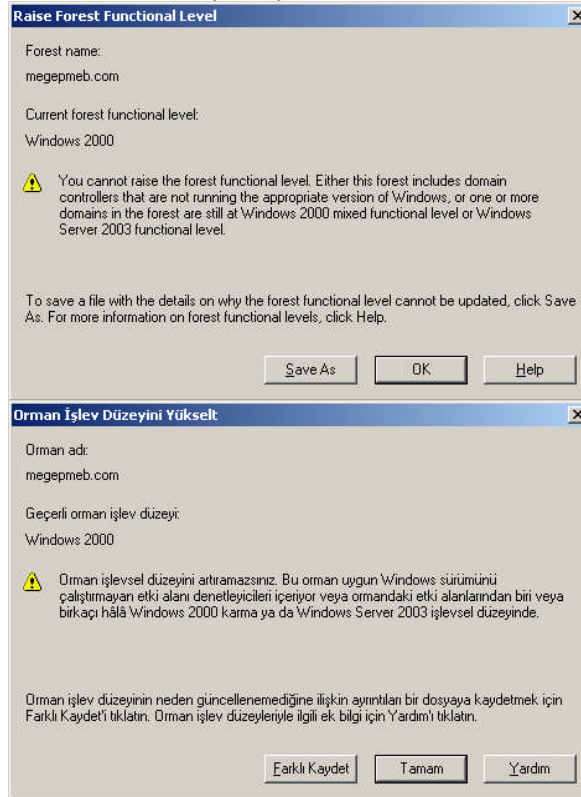 Raise Forest Functional Level
Forest name:
megepmeb.com
Current forest functional level:
Windows 2000
You cannot raise the forest functional level. Either this forest includes domain
controllers that are not running the appropriate version of Windows, or one or more
domains in the forest are still at Windows 2000 mixed functional level or Windows
Server 2003 functional level.
To save a file with the details on why the forest functional level cannot be updated, click Save
As. For more information on forest functional levels, click Help.
Save As OK Help
Orman İşlev Düzeyini Yükselt
Orman adı:
megepmeb.com
Geçerli orman işlev düzeyi:
Windows 2000
Orman işlevsel düzeyini artıramazsınız. Bu orman uygun Windows sürümünü
çalıştırmayan etki alanı denetleyicileri içeriyor veya ormandaki etki alanlarından biri veya
birkaçı hâlâ Windows 2000 karma ya da Windows Server 2003 işlevsel düzeyinde.
Orman işlev düzeyinin neden güncellenemediğine ilişkin ayrıntıları bir dosyaya kaydetmek için
Farklı Kaydet'i tıklatın. Orman işlev düzeyleriyle ilgili ek bilgi için Yardım'ı tıklatın.
Farklı Kaydet Tamam Yardım